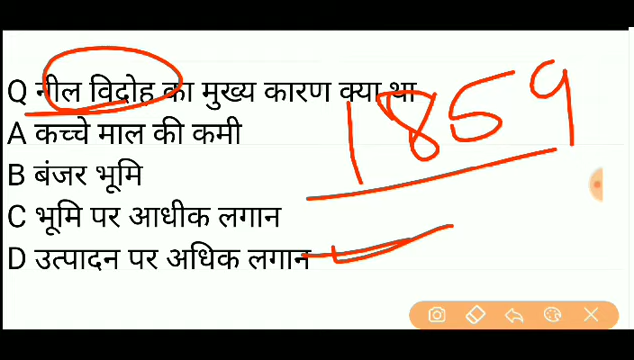 Q नील विद्रोह का मुख्य कारण क्या था
1859
A कच्चे माल की कमी
B बंजर भूमि
C भूमि पर आधीक लगान
D उत्पादन पर अधिक लगान